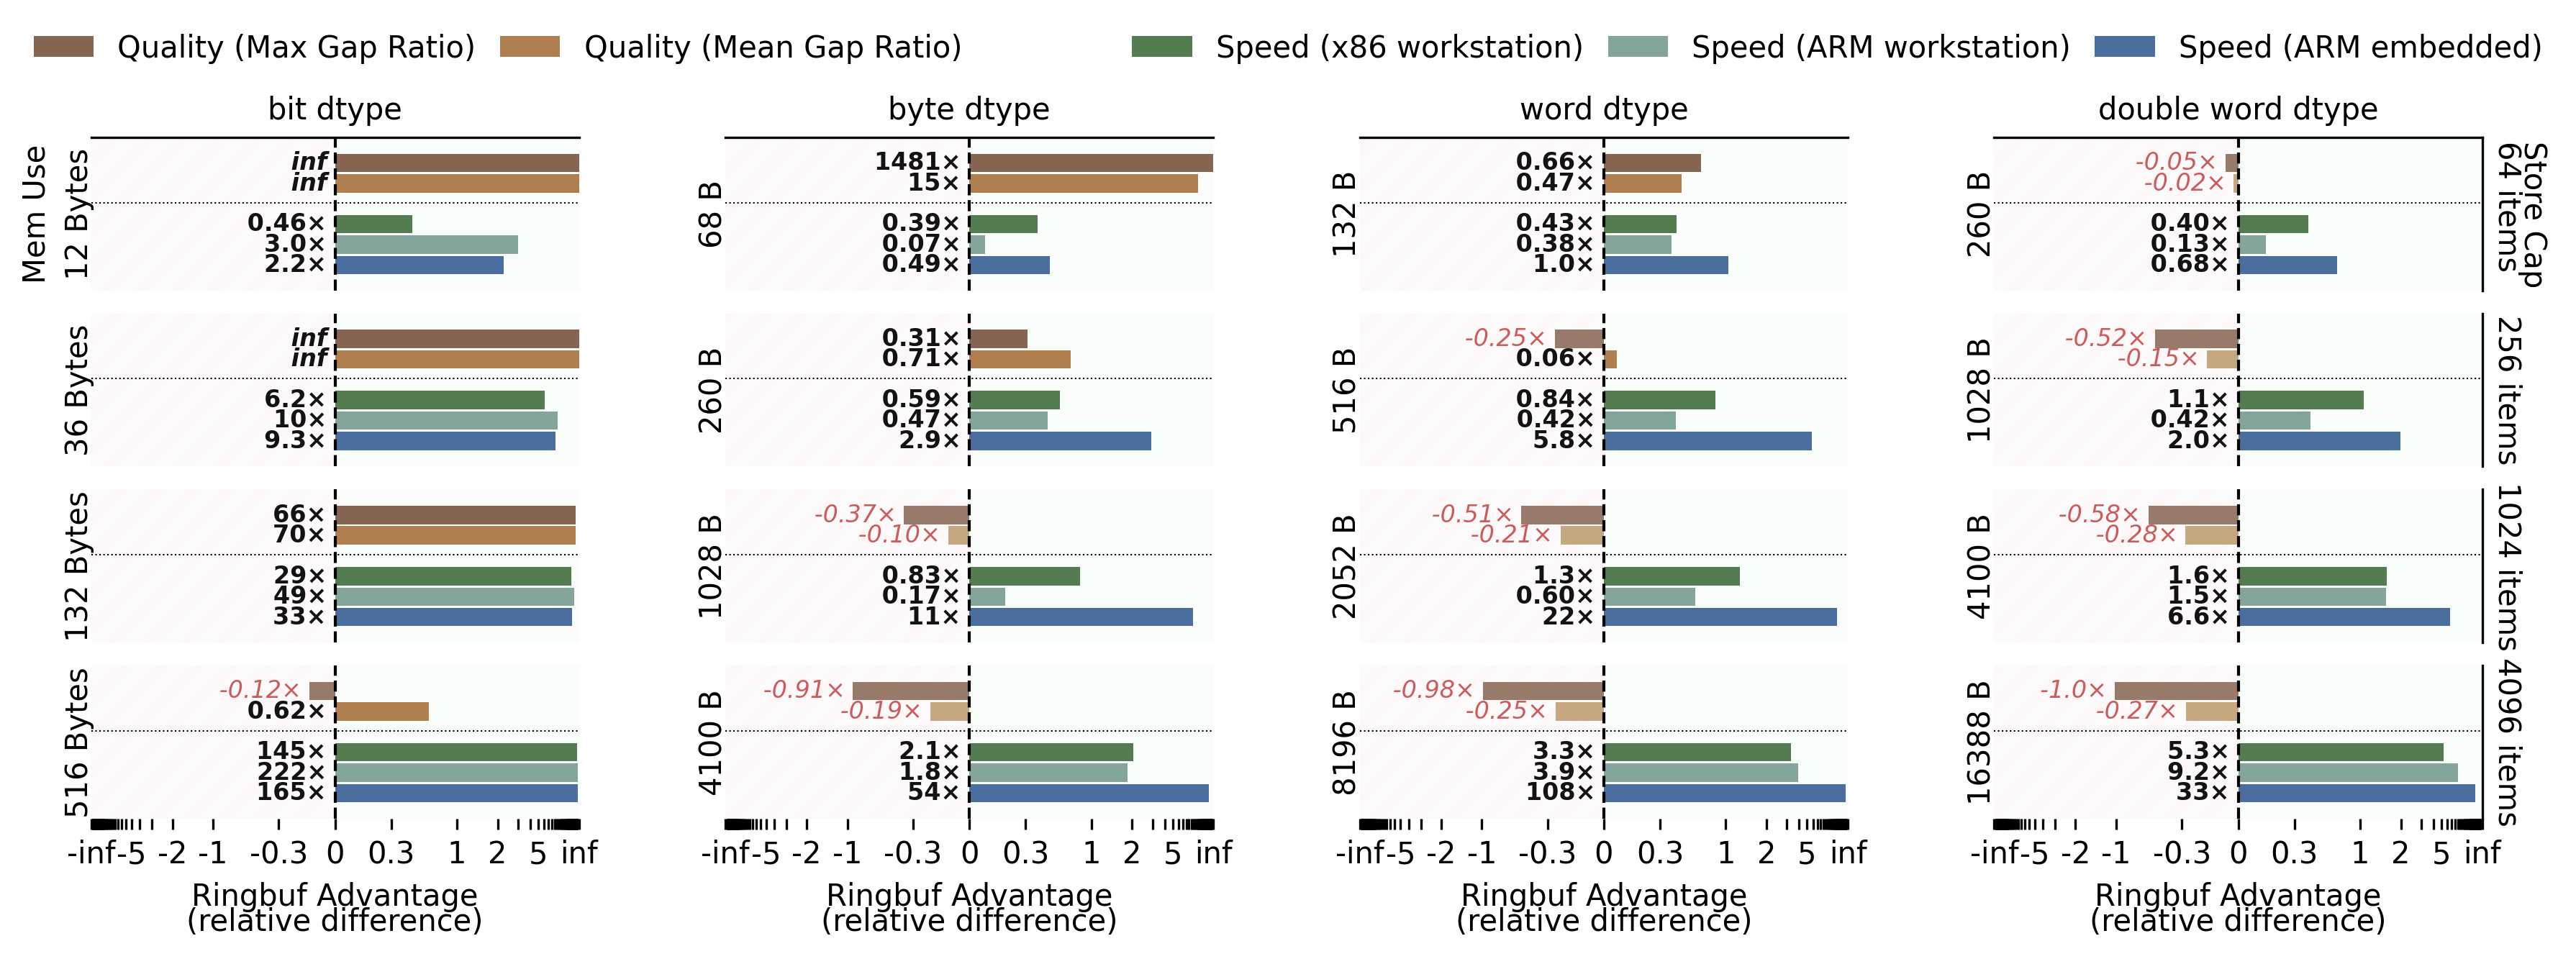 Quality (Max Gap Ratio) Quality (Mean Gap Ratio) Speed (x86 workstation) Speed (ARM workstation) Speed (ARM embedded)
bit dtype byte dtype word dtype double word dtype
Mem Use
12 Bytes
inf
inf
0.46×
3.0×
2.2×
68 B
1481×
15×
0.39×
0.07×
0.49×
132 B
0.66×
0.47×
0.43×
0.38×
1.0×
260 B
-0.05×
-0.02×
0.40×
0.13×
0.68×
Store Cap
64 items
36 Bytes
inf
inf
6.2×
10×
9.3×
260 B
0.31×
0.71×
0.59×
0.47×
2.9×
516 B
-0.25×
0.06×
0.84×
0.42×
5.8×
1028 B
-0.52×
-0.15×
1.1×
0.42×
2.0×
256 items
132 Bytes
66×
70×
29×
49×
33×
1028 B
-0.37×
-0.10×
0.83×
0.17×
11×
2052 B
-0.51×
-0.21×
1.3×
0.60×
22×
4100 B
-0.58×
-0.28×
1.6×
1.5×
6.6×
1024 items
516 Bytes
-0.12×
0.62×
145×
222×
165×
4100 B
-0.91×
-0.19×
2.1×
1.8×
54×
8196 B
-0.98×
-0.25×
3.3×
3.9×
108×
16388 B
-1.0×
-0.27×
5.3×
9.2×
33×
4096 items
-inf -5 -2 -1 -0.3 0 0.3 1 2 5 inf
Ringbuf Advantage
(relative difference)
-inf -5 -2 -1 -0.3 0 0.3 1 2 5 inf
Ringbuf Advantage
(relative difference)
-inf -5 -2 -1 -0.3 0 0.3 1 2 5 inf
Ringbuf Advantage
(relative difference)
-inf -5 -2 -1 -0.3 0 0.3 1 2 5 inf
Ringbuf Advantage
(relative difference)